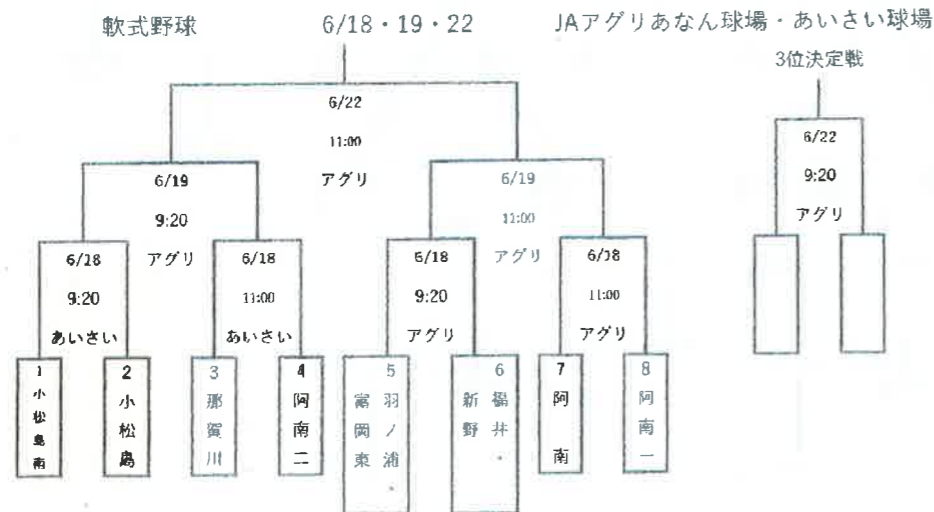 軟式野球 6/18・19・22 JAアグリあなん球場・あいさい球場
3位決定戦
6/22
11:00
アグリ
6/22
9:20
アグリ
6/19
9:20
アグリ
6/19
11:00
アグリ
6/18
9:20
あいさい
6/18
11:00
あいさい
6/18
9:20
アグリ
6/18
11:00
アグリ
1 小松島南
2 小松島
3 那賀川
4 阿南二
5 羽ノ浦・富岡東
6 福井・新野
7 阿南
8 阿南一